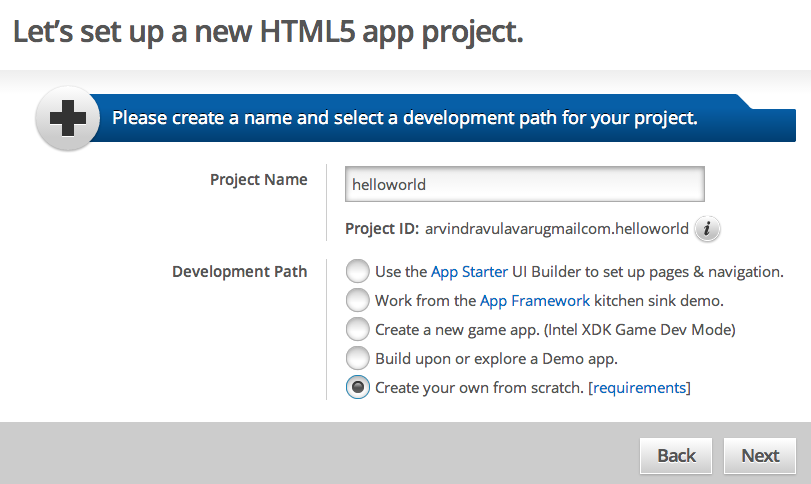 Let's set up a new HTML5 app project.
Please create a name and select a development path for your project.
Project Name
helloworld
Project ID: arvindravulavarugmailcom.helloworld i
Development Path
Use the App Starter UI Builder to set up pages & navigation.
Work from the App Framework kitchen sink demo.
Create a new game app. (Intel XDK Game Dev Mode)
Build upon or explore a Demo app.
Create your own from scratch. [requirements]
Back Next